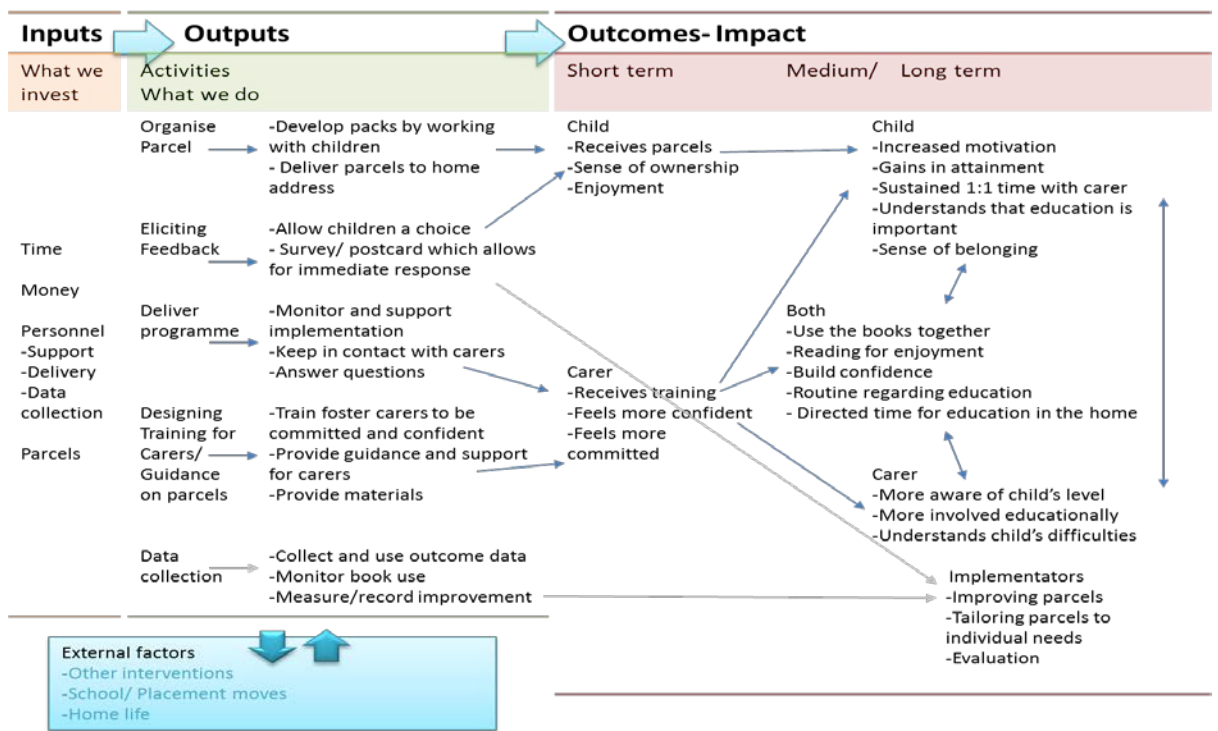 Inputs
Outputs
Outcomes- Impact
What we
invest
Activities
What we do
Short term
Medium/ Long term
Time
Money
Personnel
-Support
-Delivery
-Data
collection
Parcels
Organise
Parcel
-Develop packs by working
with children
- Deliver parcels to home
address
Eliciting
Feedback
-Allow children a choice
- Survey/ postcard which allows
for immediate response
Deliver
programme
-Monitor and support
implementation
-Keep in contact with carers
-Answer questions
Designing
Training for
Carers/
Guidance
on parcels
-Train foster carers to be
committed and confident
-Provide guidance and support
for carers
-Provide materials
Data
collection
-Collect and use outcome data
-Monitor book use
-Measure/record improvement
Child
-Receives parcels
-Sense of ownership
-Enjoyment
Carer
-Receives training
-Feels more confident
-Feels more
committed
Child
-Increased motivation
-Gains in attainment
-Sustained 1:1 time with carer
-Understands that education is
important
-Sense of belonging
Both
-Use the books together
-Reading for enjoyment
-Build confidence
-Routine regarding education
- Directed time for education in the home
Carer
-More aware of child’s level
-More involved educationally
-Understands child’s difficulties
Implementators
-Improving parcels
-Tailoring parcels to
individual needs
-Evaluation
External factors
-Other interventions
-School/ Placement moves
-Home life